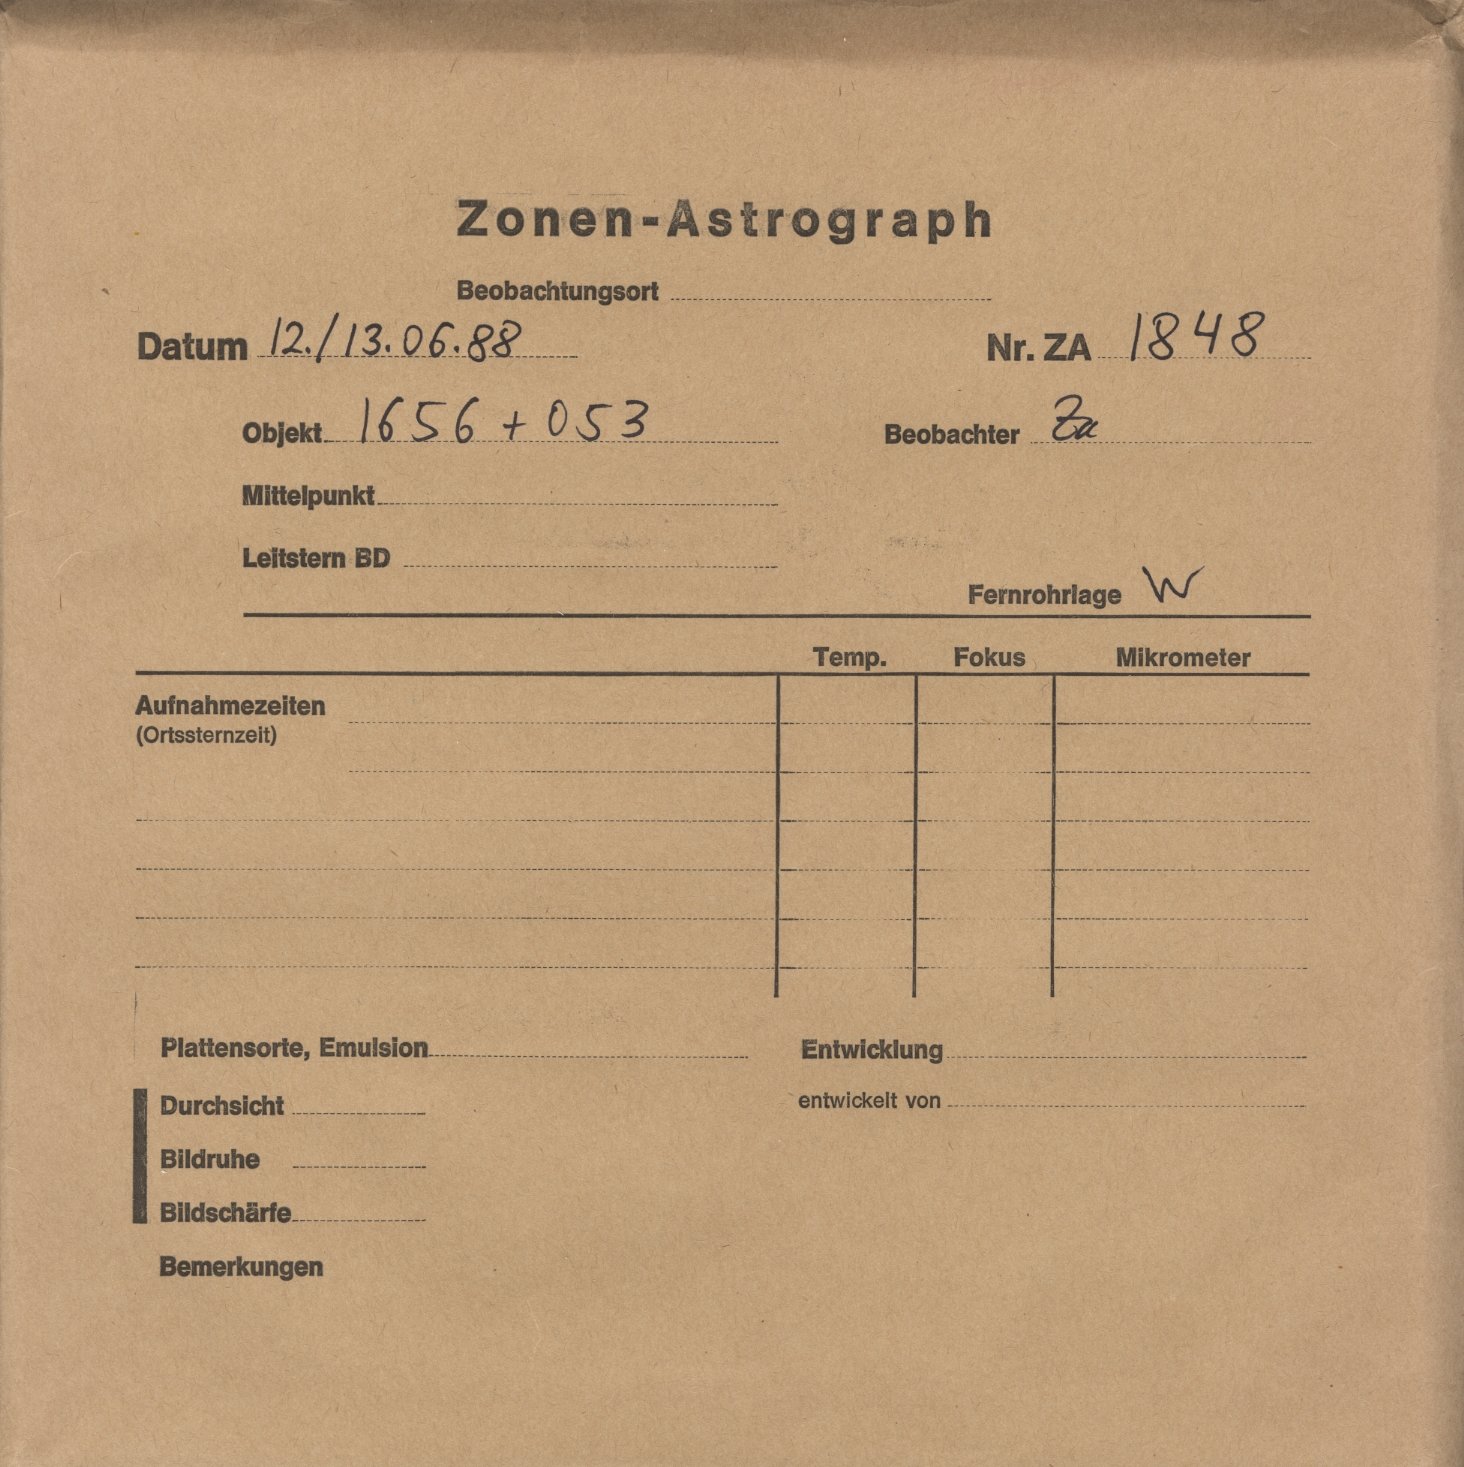 Zonen-Astrograph
Beobachtungsort
Datum 12./13.06.88 Nr. ZA 1848
Objekt 1656+053 Beobachter Za
Mittelpunkt
Leitstern BD
Fernrohrlage W
Temp. Fokus Mikrometer
Aufnahmezeiten
(Ortssternzeit)
Plattensorte, Emulsion Entwicklung
Durchsicht entwickelt von
Bildruhe
Bildschärfe
Bemerkungen